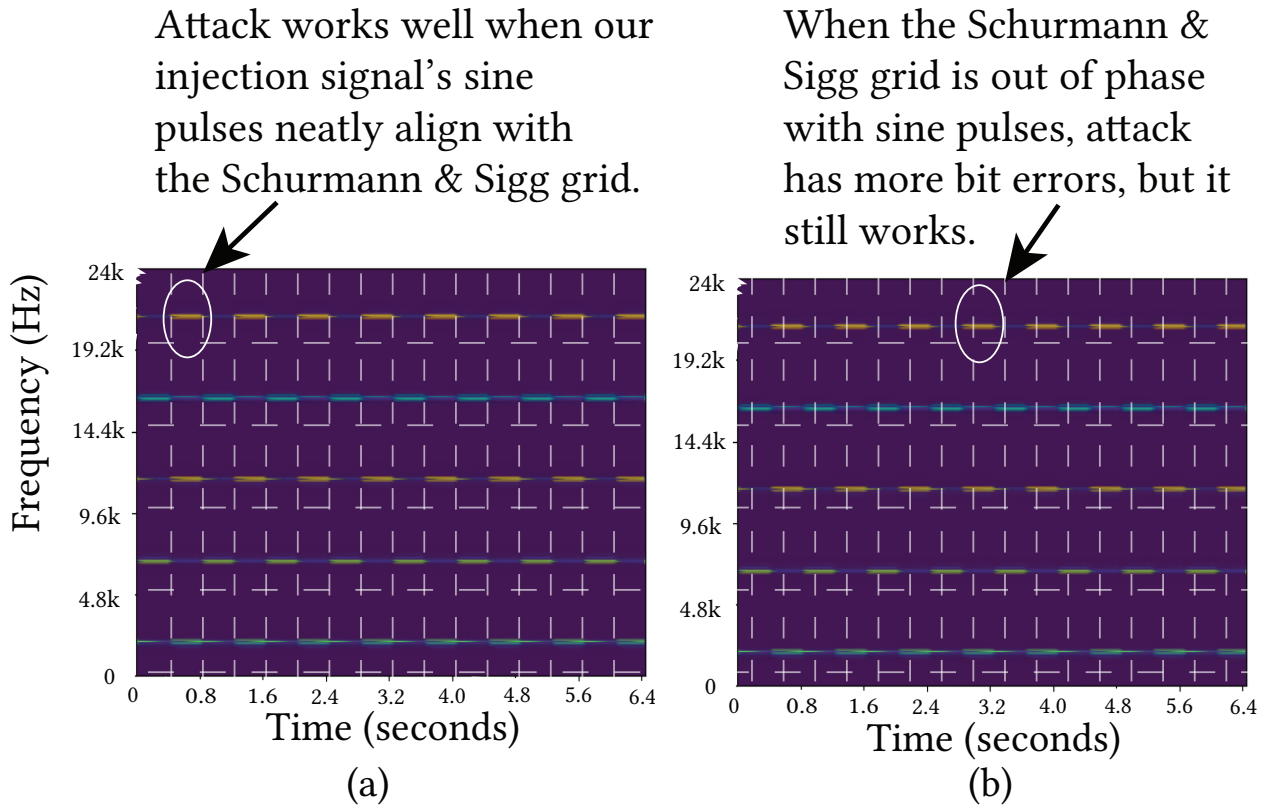 Attack works well when our
injection signal's sine
pulses neatly align with
the Schurmann & Sigg grid.
When the Schurmann &
Sigg grid is out of phase
with sine pulses, attack
has more bit errors, but it
still works.
Frequency (Hz)
24k
19.2k
14.4k
9.6k
4.8k
0
0 0.8 1.6 2.4 3.2 4.0 4.8 5.6 6.4
Time (seconds)
(a)
24k
19.2k
14.4k
9.6k
4.8k
0
0 0.8 1.6 2.4 3.2 4.0 4.8 5.6 6.4
Time (seconds)
(b)